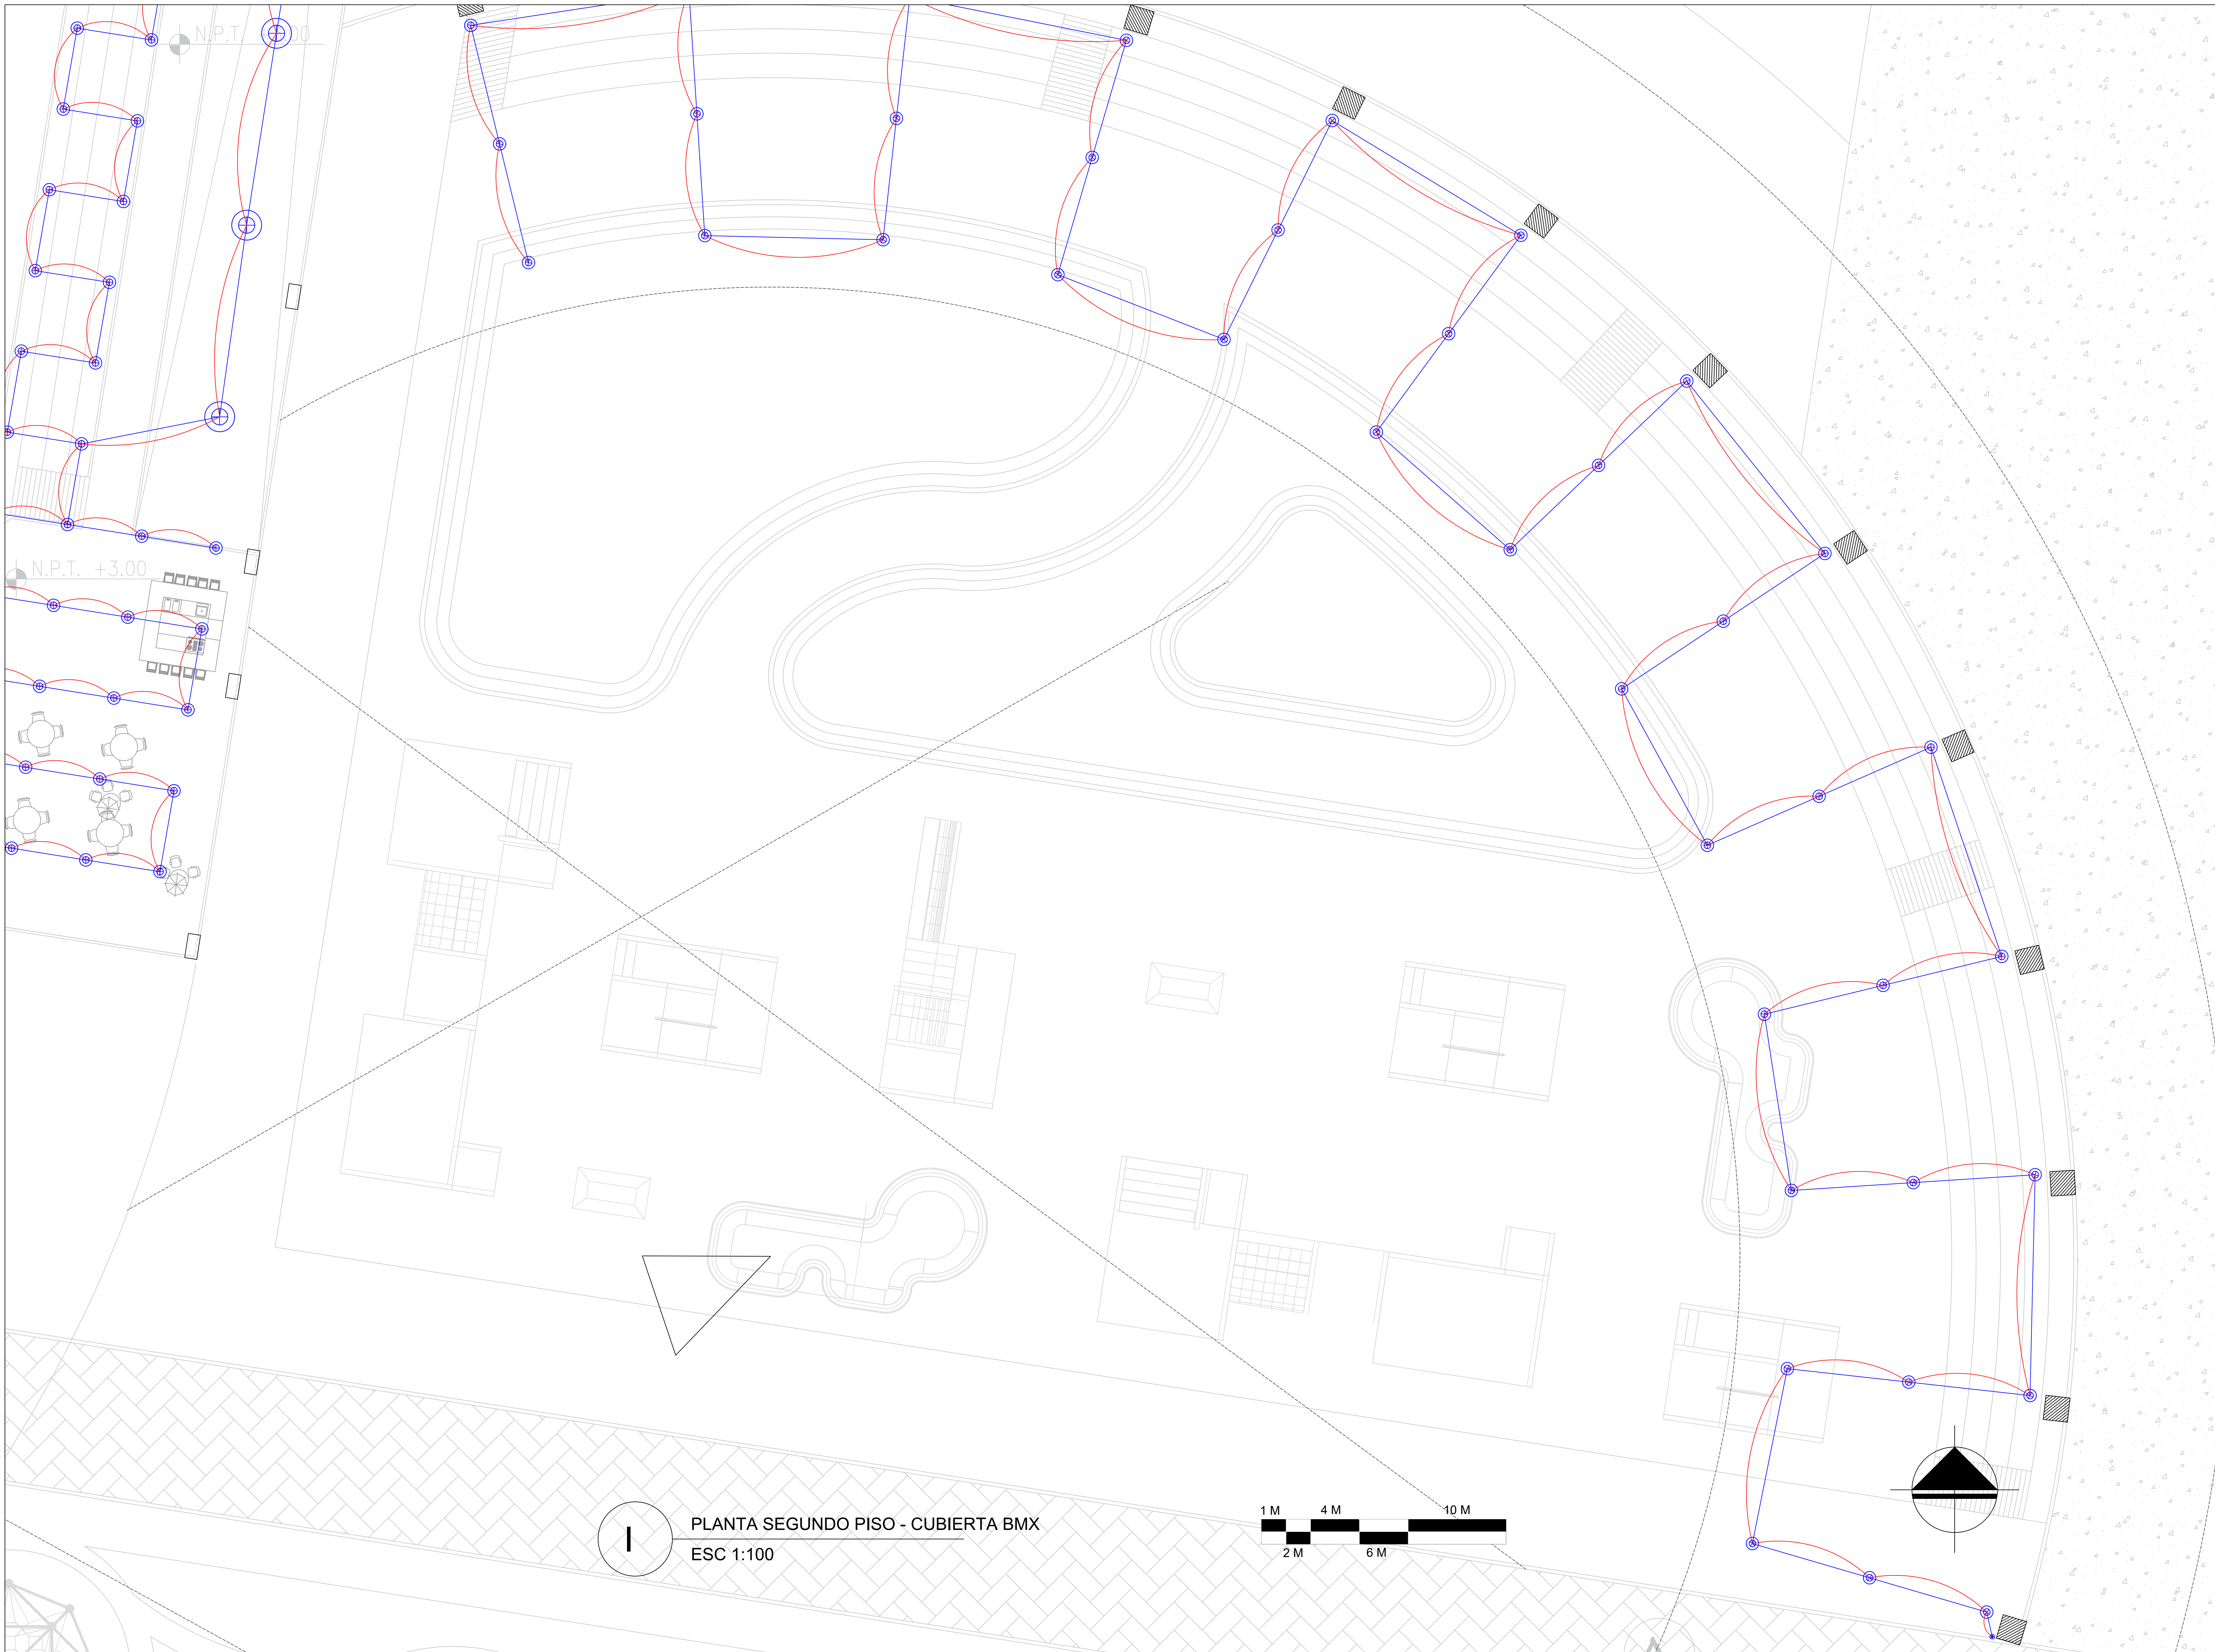 N.P.T.
N.P.T. +3.00
I
PLANTA SEGUNDO PISO - CUBIERTA BMX
ESC 1:100
1 M 4 M 10 M
2 M 6 M